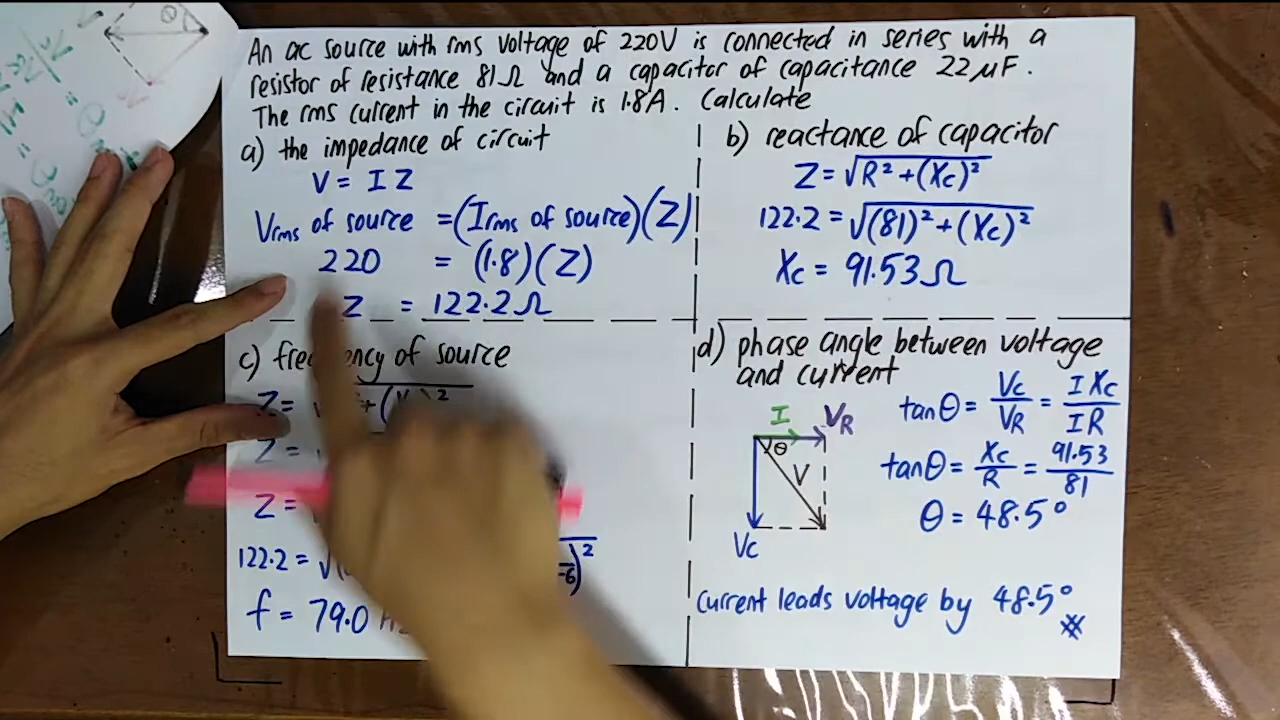 An ac source with rms voltage of 220V is connected in series with a
resistor of resistance 81Ω and a capacitor of capacitance 22μF.
The rms current in the circuit is 1.8A. Calculate
a) the impedance of circuit
V = I Z
Vrms of source = (Irms of source)(Z)
220 = (1.8)(Z)
Z = 122.2Ω
b) reactance of capacitor
Z = √R² + (Xc)²
122.2 = √(81)² + (Xc)²
Xc = 91.53Ω
c) of source
Z =
Z =
Z =
122.2 = √
f = 79.0
d) phase angle between voltage
and current
I VR
θ
V
Vc
tanθ = Vc/VR = IXc/IR
tanθ = Xc/R = 91.53/81
θ = 48.5°
Current leads voltage by 48.5°